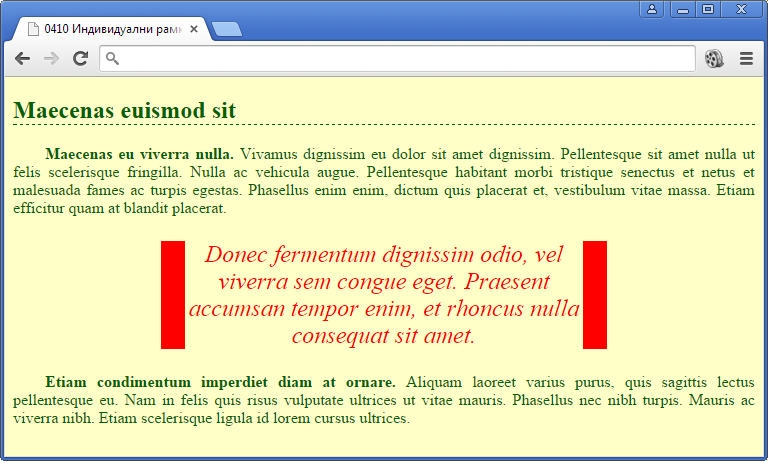 0410 Индивидуални рамк
Maecenas euismod sit
Maecenas eu viverra nulla. Vivamus dignissim eu dolor sit amet dignissim. Pellentesque sit amet nulla ut
felis scelerisque fringilla. Nulla ac vehicula augue. Pellentesque habitant morbi tristique senectus et netus et
malesuada fames ac turpis egestas. Phasellus enim enim, dictum quis placerat et, vestibulum vitae massa. Etiam
efficitur quam at blandit placerat.
Donec fermentum dignissim odio, vel
viverra sem congue eget. Praesent
accumsan tempor enim, et rhoncus nulla
consequat sit amet.
Etiam condimentum imperdiet diam at ornare. Aliquam laoreet varius purus, quis sagittis lectus
pellentesque eu. Nam in felis quis risus vulputate ultrices ut vitae mauris. Phasellus nec nibh turpis. Mauris ac
viverra nibh. Etiam scelerisque ligula id lorem cursus ultrices.